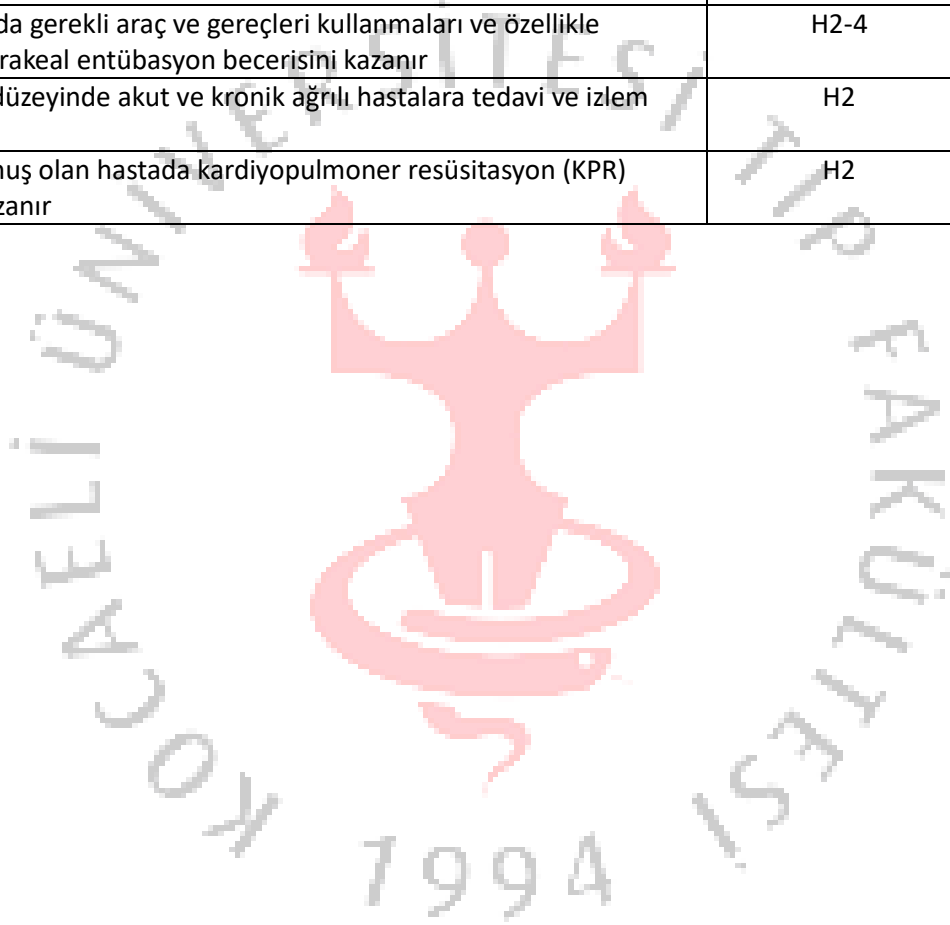 da gerekli araç ve gereçleri kullanmaları ve özellikle H2-4
rakeal entübasyon becerisini kazanır
düzeyinde akut ve kronik ağrılı hastalara tedavi ve izlem H2
nuş olan hastada kardiyopulmoner resüsitasyon (KPR) H2
zanır
KOCAELİ ÜNİVERSİTESİ TIP FAKÜLTESİ
1994